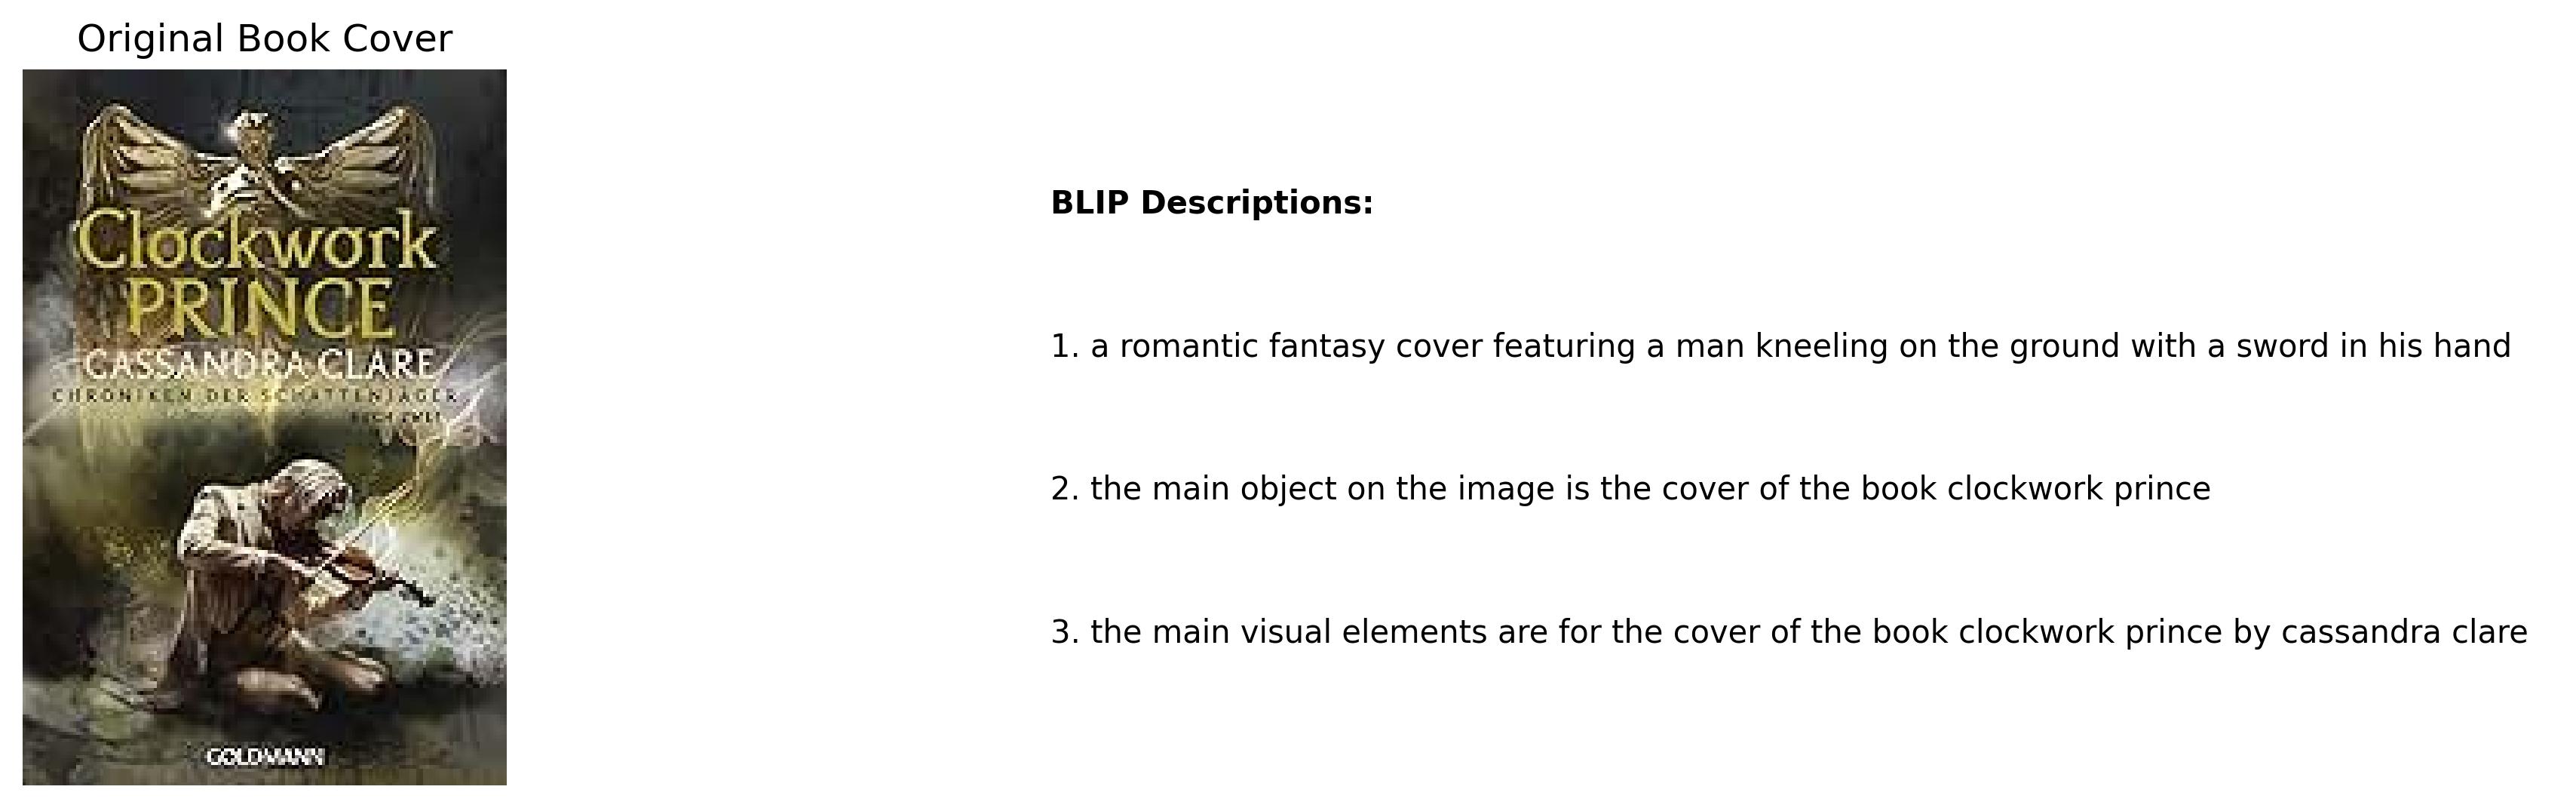 Original Book Cover
Clockwork
PRINCE
CASSANDRA CLARE
CHRONIKEN DER SCHATTENJÄGER
BUCH ZWEI
GOLDMANN
BLIP Descriptions:
1. a romantic fantasy cover featuring a man kneeling on the ground with a sword in his hand
2. the main object on the image is the cover of the book clockwork prince
3. the main visual elements are for the cover of the book clockwork prince by cassandra clare